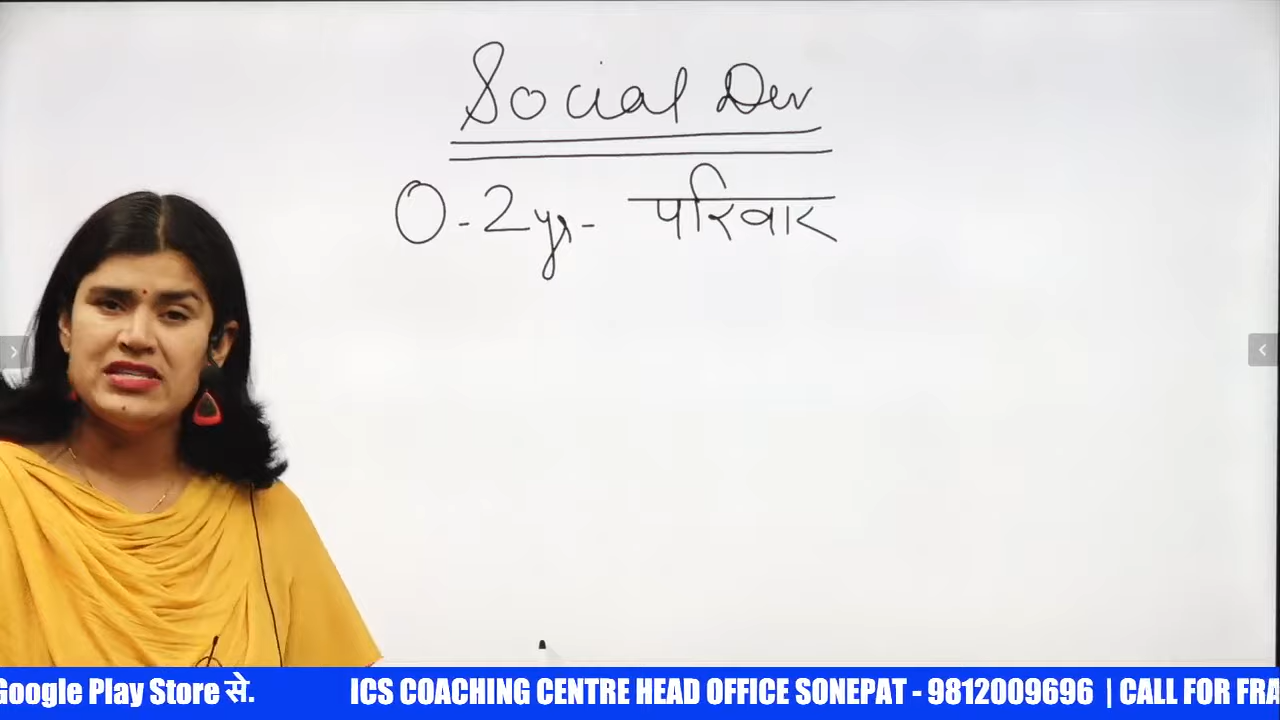 Social Dev
0-2yr- परिवार
Google Play Store से. ICS COACHING CENTRE HEAD OFFICE SONEPAT - 9812009696 | CALL FOR FRA